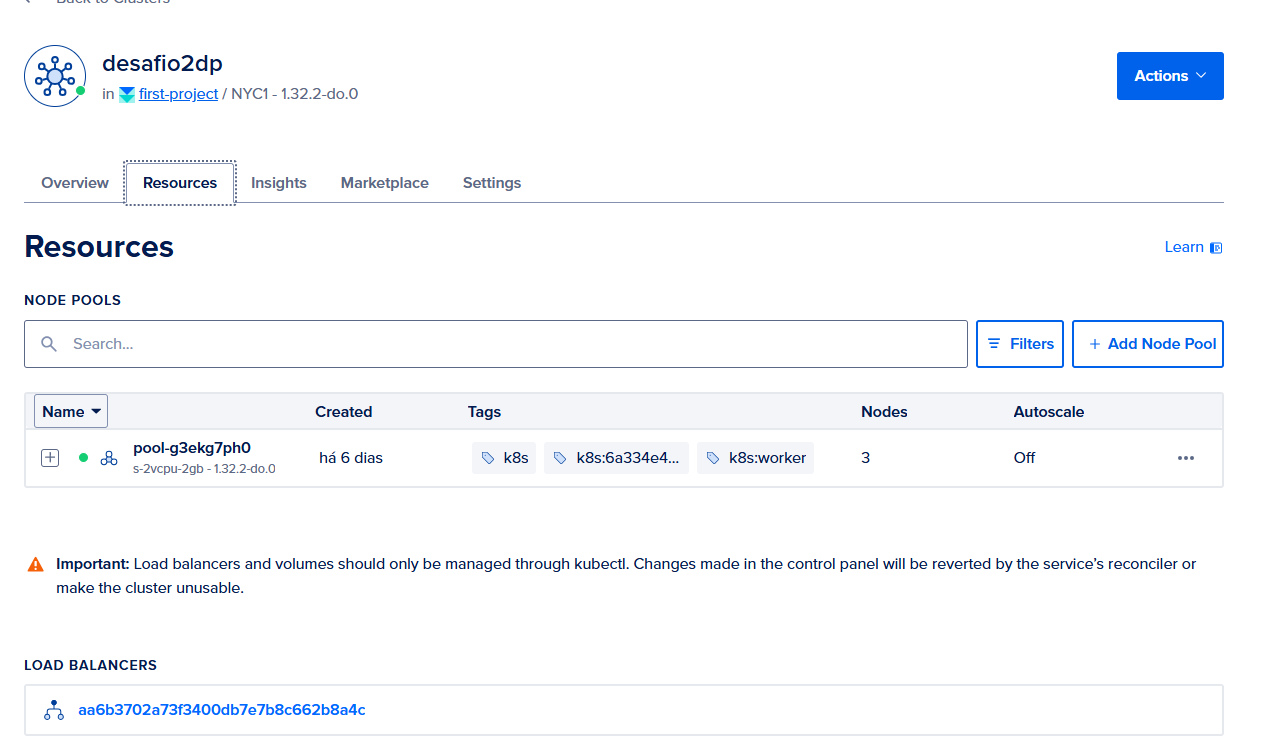 Back to Clusters
desafio2dp
in first-project / NYC1 - 1.32.2-do.0
Actions
Overview
Resources
Insights
Marketplace
Settings
Resources
Learn
NODE POOLS
Search...
Filters
+ Add Node Pool
Name
Created
Tags
Nodes
Autoscale
pool-g3ekg7ph0
s-2vcpu-2gb - 1.32.2-do.0
há 6 dias
k8s
k8s:6a334e4...
k8s:worker
3
Off
Important: Load balancers and volumes should only be managed through kubectl. Changes made in the control panel will be reverted by the service's reconciler or
make the cluster unusable.
LOAD BALANCERS
aa6b3702a73f3400db7e7b8c662b8a4c